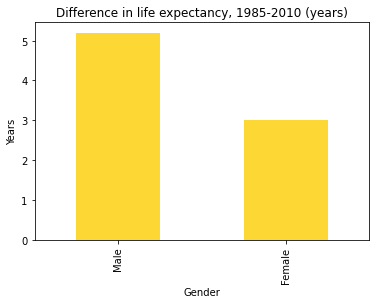 Difference in life expectancy, 1985-2010 (years)
5
4
3
2
1
0
Years
Male
Female
Gender